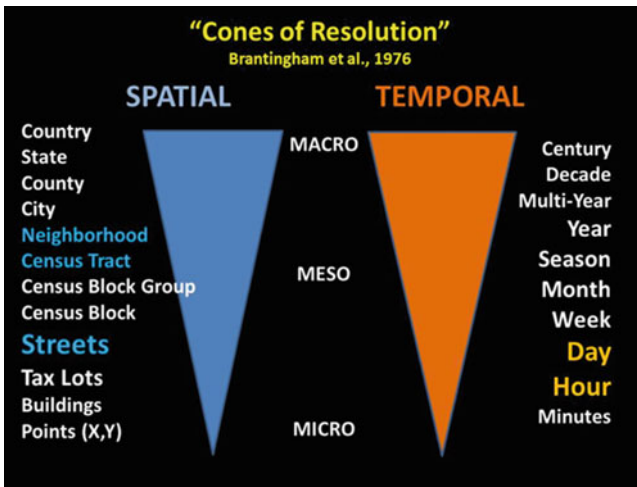 “Cones of Resolution”
Brantingham et al., 1976
SPATIAL
TEMPORAL
Country
State
County
City
Neighborhood
Census Tract
Census Block Group
Census Block
Streets
Tax Lots
Buildings
Points (X,Y)
MACRO
MESO
MICRO
Century
Decade
Multi-Year
Year
Season
Month
Week
Day
Hour
Minutes